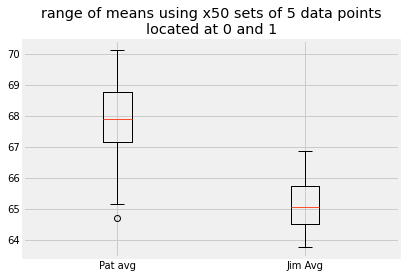 range of means using x50 sets of 5 data points
located at 0 and 1
70
69
68
67
66
65
64
Pat avg
Jim Avg